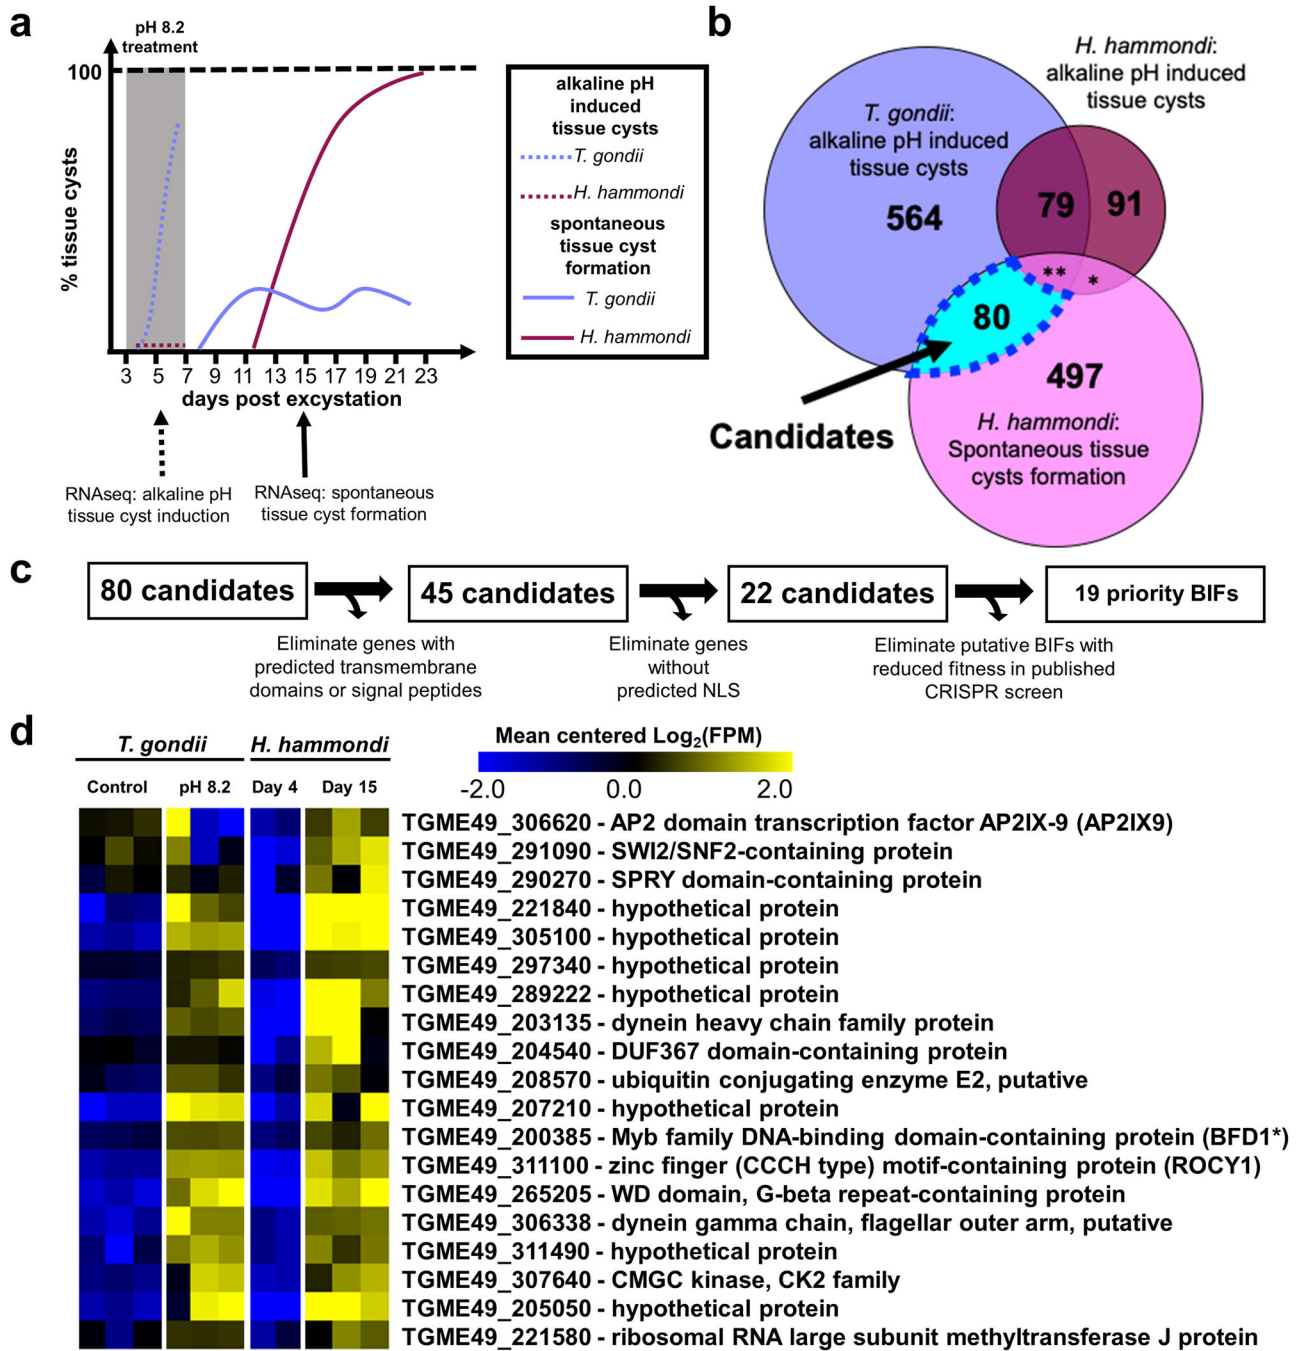 a
pH 8.2
treatment
100
% tissue cysts
3 5 7 9 11 13 15 17 19 21 23
days post excystation
RNAseq: alkaline pH
tissue cyst induction
RNAseq: spontaneous
tissue cyst formation
alkaline pH
induced
tissue cysts
T. gondii
H. hammondi
spontaneous
tissue cyst
formation
T. gondii
H. hammondi
b
H. hammondi:
alkaline pH induced
tissue cysts
T. gondii:
alkaline pH induced
tissue cysts
564
79
91
**
*
80
497
Candidates
H. hammondi:
Spontaneous tissue
cysts formation
c
80 candidates
45 candidates
22 candidates
19 priority BIFs
Eliminate genes with
predicted transmembrane
domains or signal peptides
Eliminate genes
without
predicted NLS
Eliminate putative BIFs with
reduced fitness in published
CRISPR screen
d
T. gondii
H. hammondi
Control
pH 8.2
Day 4
Day 15
Mean centered Log2(FPM)
-2.0 0.0 2.0
TGME49_306620 - AP2 domain transcription factor AP2IX-9 (AP2IX9)
TGME49_291090 - SWI2/SNF2-containing protein
TGME49_290270 - SPRY domain-containing protein
TGME49_221840 - hypothetical protein
TGME49_305100 - hypothetical protein
TGME49_297340 - hypothetical protein
TGME49_289222 - hypothetical protein
TGME49_203135 - dynein heavy chain family protein
TGME49_204540 - DUF367 domain-containing protein
TGME49_208570 - ubiquitin conjugating enzyme E2, putative
TGME49_207210 - hypothetical protein
TGME49_200385 - Myb family DNA-binding domain-containing protein (BFD1*)
TGME49_311100 - zinc finger (CCCH type) motif-containing protein (ROCY1)
TGME49_265205 - WD domain, G-beta repeat-containing protein
TGME49_306338 - dynein gamma chain, flagellar outer arm, putative
TGME49_311490 - hypothetical protein
TGME49_307640 - CMGC kinase, CK2 family
TGME49_205050 - hypothetical protein
TGME49_221580 - ribosomal RNA large subunit methyltransferase J protein